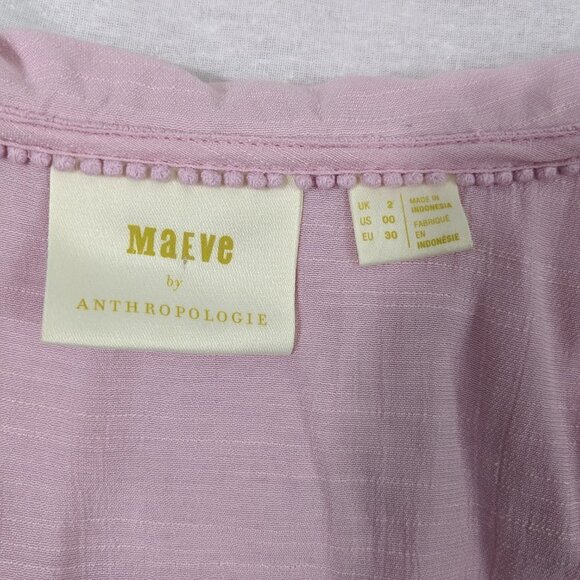 MAEVE
by
ANTHROPOLOGIE
UK 2
US 00
EU 30
MADE IN
INDONESIA
FABRIQUÉ
EN
INDONÉSIE